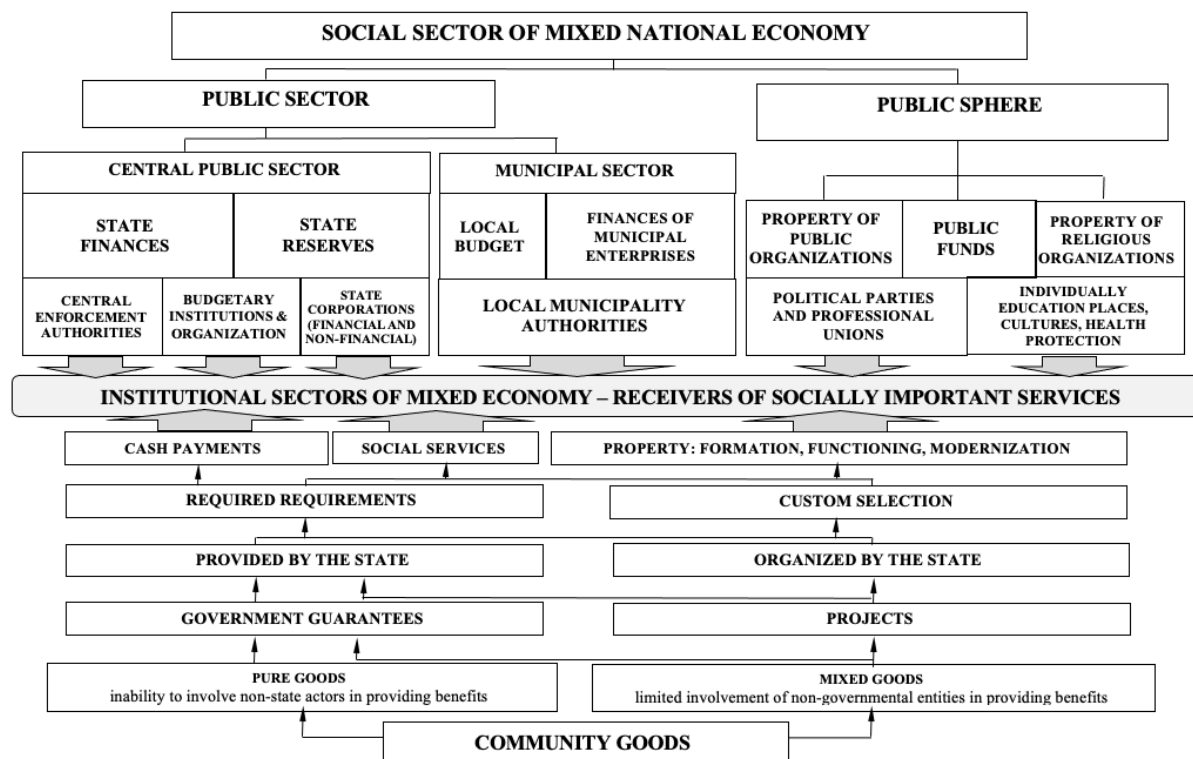 SOCIAL SECTOR OF MIXED NATIONAL ECONOMY
PUBLIC SECTOR
PUBLIC SPHERE
CENTRAL PUBLIC SECTOR
MUNICIPAL SECTOR
STATE
FINANCES
STATE
RESERVES
LOCAL
BUDGET
FINANCES OF
MUNICIPAL
ENTERPRISES
PROPERTY OF
PUBLIC
ORGANIZATIONS
PUBLIC
FUNDS
PROPERTY OF
RELIGIOUS
ORGANIZATIONS
CENTRAL
ENFORCEMENT
AUTHORITIES
BUDGETARY
INSTITUTIONS &
ORGANIZATION
STATE
CORPORATIONS
(FINANCIAL AND
NON-FINANCIAL)
LOCAL MUNICIPALITY
AUTHORITIES
POLITICAL PARTIES
AND PROFESSIONAL
UNIONS
INDIVIDUALLY
EDUCATION PLACES,
CULTURES, HEALTH
PROTECTION
INSTITUTIONAL SECTORS OF MIXED ECONOMY – RECEIVERS OF SOCIALLY IMPORTANT SERVICES
CASH PAYMENTS
SOCIAL SERVICES
PROPERTY: FORMATION, FUNCTIONING, MODERNIZATION
REQUIRED REQUIREMENTS
CUSTOM SELECTION
PROVIDED BY THE STATE
ORGANIZED BY THE STATE
GOVERNMENT GUARANTEES
PROJECTS
PURE GOODS
inability to involve non-state actors in providing benefits
MIXED GOODS
limited involvement of non-governmental entities in providing benefits
COMMUNITY GOODS